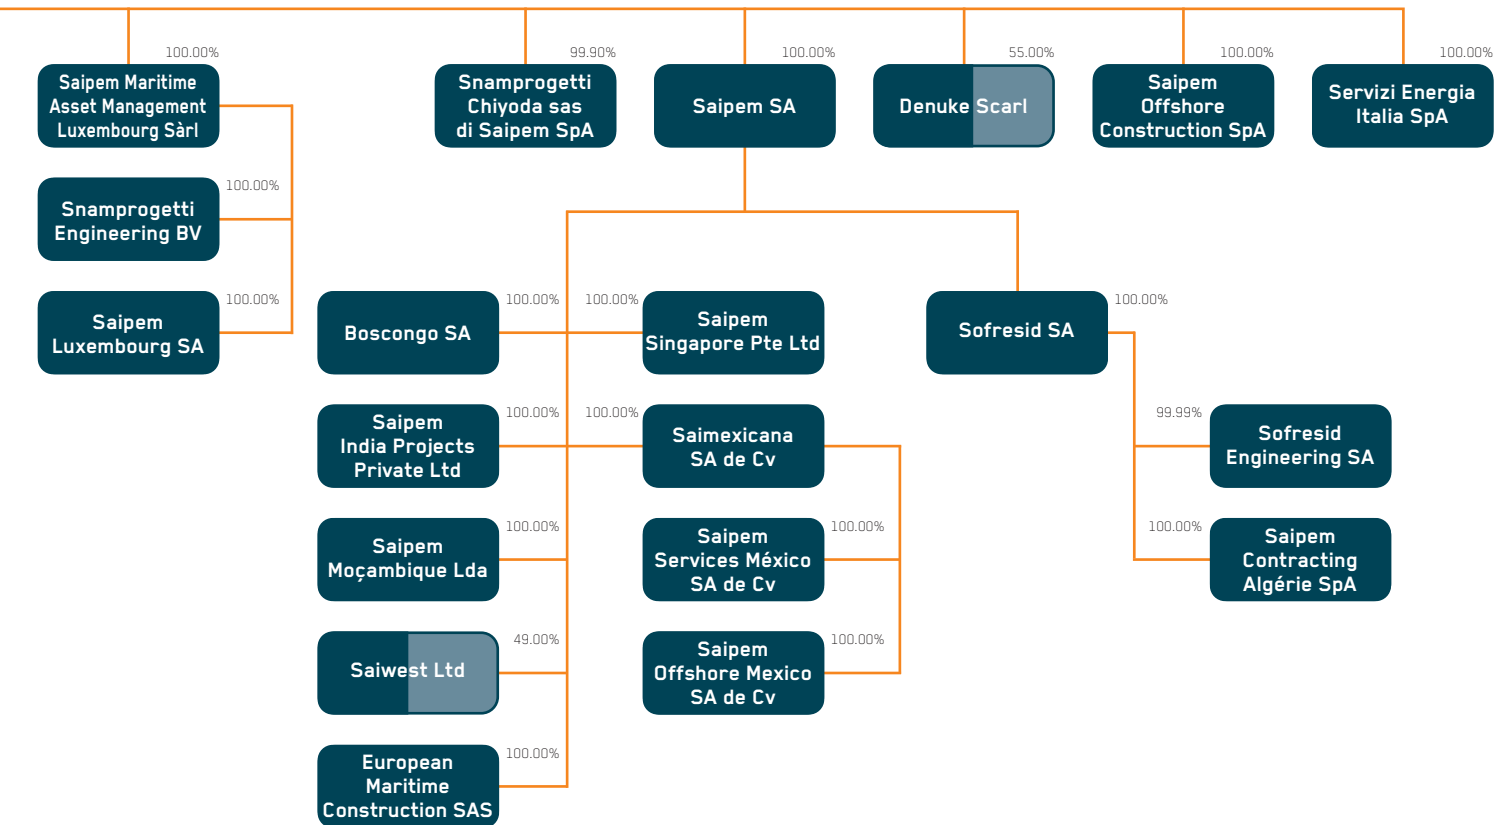 100.00%
99.90%
100.00%
55.00%
100.00%
100.00%
Saipem Maritime
Asset Management
Luxembourg Sàrl
Snamprogetti
Chiyoda sas
di Saipem SpA
Saipem SA
Denuke Scarl
Saipem
Offshore
Construction SpA
Servizi Energia
Italia SpA
100.00%
Snamprogetti
Engineering BV
100.00%
Saipem
Luxembourg SA
100.00%
Boscongo SA
100.00%
Saipem
Singapore Pte Ltd
100.00%
Sofresid SA
100.00%
Saipem
India Projects
Private Ltd
100.00%
Saimexicana
SA de Cv
99.99%
Sofresid
Engineering SA
100.00%
Saipem
Moçambique Lda
100.00%
Saipem
Services México
SA de Cv
100.00%
Saipem
Contracting
Algérie SpA
49.00%
Saiwest Ltd
100.00%
Saipem
Offshore Mexico
SA de Cv
100.00%
European
Maritime
Construction SAS